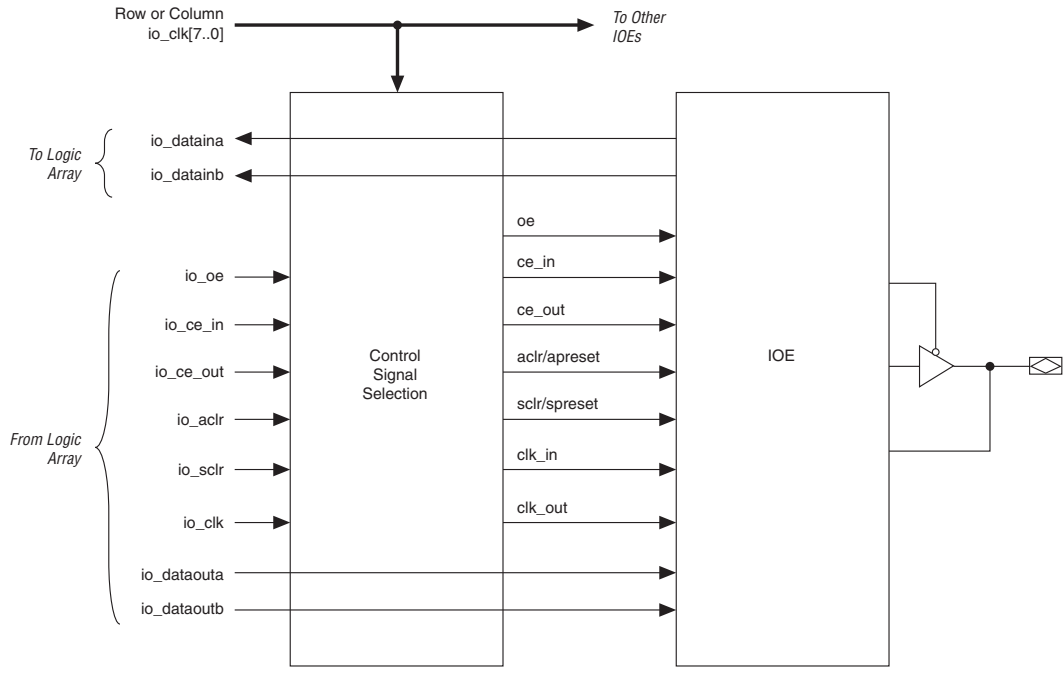 Row or Column
io_clk[7..0]
To Other
IOEs
To Logic
Array
io_dataina
io_datainb
oe
ce_in
ce_out
aclr/apreset
sclr/spreset
clk_in
clk_out
io_oe
io_ce_in
io_ce_out
io_aclr
io_sclr
io_clk
io_dataouta
io_dataoutb
From Logic
Array
Control
Signal
Selection
IOE